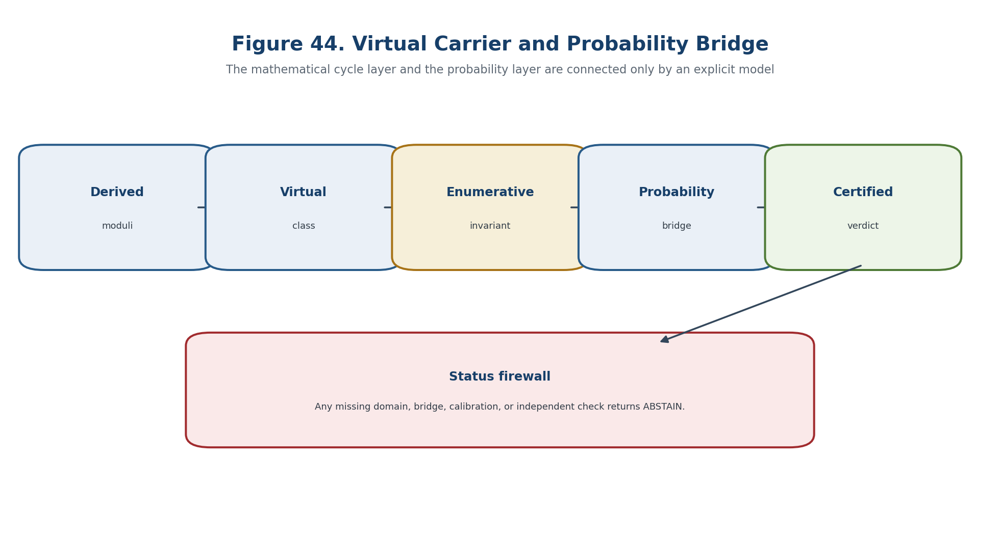 Figure 44. Virtual Carrier and Probability Bridge
The mathematical cycle layer and the probability layer are connected only by an explicit model
Derived
moduli
Virtual
class
Enumerative
invariant
Probability
bridge
Certified
verdict
Status firewall
Any missing domain, bridge, calibration, or independent check returns ABSTAIN.